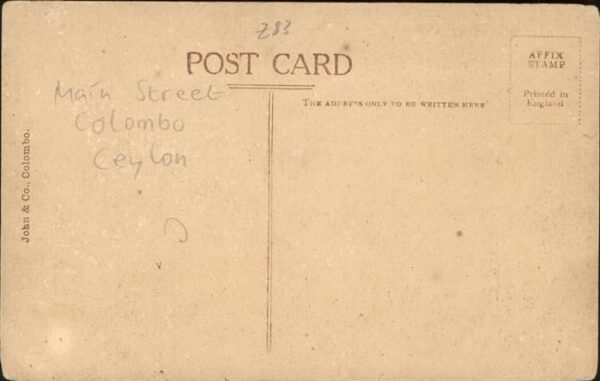 Z83
POST CARD
AFFIX
STAMP
Printed in
England
THE ADDRESS ONLY TO BE WRITTEN HERE
Main Street
Colombo
Ceylon
John & Co., Colombo.